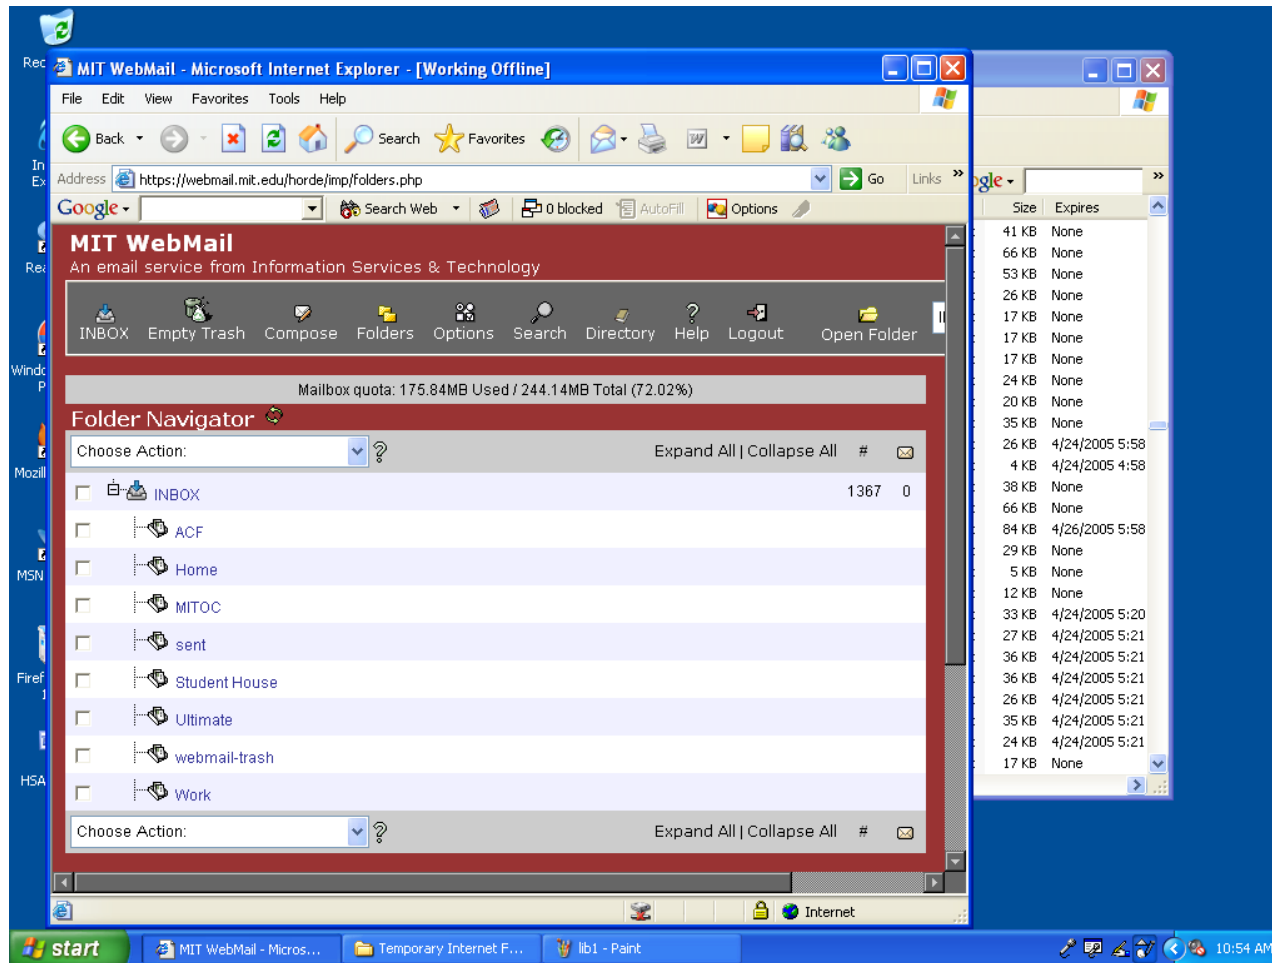 Rec
MIT WebMail - Microsoft Internet Explorer - [Working Offline]
File Edit View Favorites Tools Help
Back Search Favorites
Address https://webmail.mit.edu/horde/imp/folders.php Go Links »
Google Search Web 0 blocked AutoFill Options
MIT WebMail
An email service from Information Services & Technology
INBOX Empty Trash Compose Folders Options Search Directory Help Logout Open Folder
Mailbox quota: 175.84MB Used / 244.14MB Total (72.02%)
Folder Navigator
Choose Action: ? Expand All | Collapse All #
INBOX 1367 0
ACF
Home
MITOC
sent
Student House
Ultimate
webmail-trash
Work
Choose Action: ? Expand All | Collapse All #
Internet
In
Ex
Rea
Windo
P
Mozill
MSN
Firef
1
HSA
ogle »
Size Expires
41 KB None
66 KB None
53 KB None
26 KB None
17 KB None
17 KB None
17 KB None
24 KB None
20 KB None
35 KB None
26 KB 4/24/2005 5:58
4 KB 4/24/2005 4:58
38 KB None
66 KB None
84 KB 4/26/2005 5:58
29 KB None
5 KB None
12 KB None
33 KB 4/24/2005 5:20
27 KB 4/24/2005 5:21
36 KB 4/24/2005 5:21
36 KB 4/24/2005 5:21
26 KB 4/24/2005 5:21
35 KB 4/24/2005 5:21
24 KB 4/24/2005 5:21
17 KB None
start MIT WebMail - Micros... Temporary Internet F... lib1 - Paint 10:54 AM